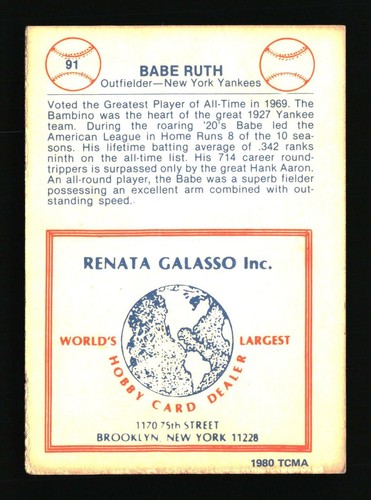 91
BABE RUTH
Outfielder—New York Yankees
Voted the Greatest Player of All-Time in 1969. The
Bambino was the heart of the great 1927 Yankee
team. During the roaring '20's Babe led the
American League in Home Runs 8 of the 10 sea-
sons. His lifetime batting average of .342 ranks
ninth on the all-time list. His 714 career round-
trippers is surpassed only by the great Hank Aaron.
An all-round player, the Babe was a superb fielder
possessing an excellent arm combined with out-
standing speed.
RENATA GALASSO Inc.
WORLD'S LARGEST
HOBBY CARD DEALER
1170 75th STREET
BROOKLYN, NEW YORK 11228
1980 TCMA